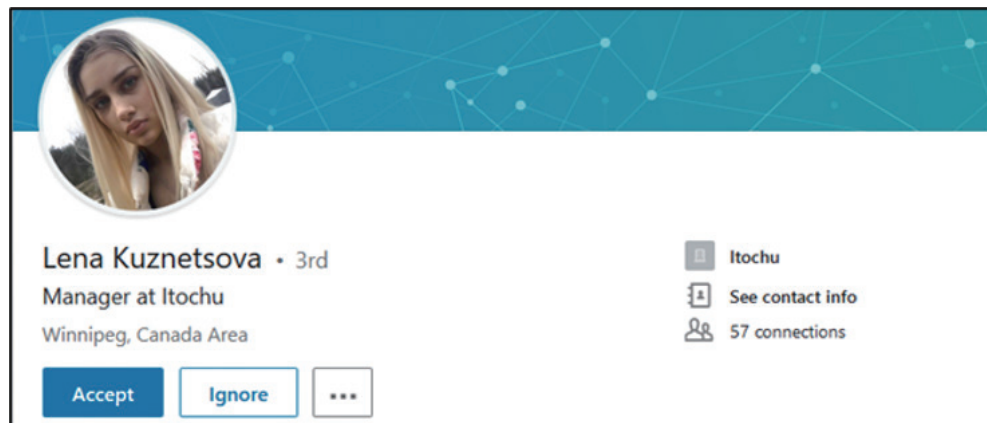 Lena Kuznetsova • 3rd
Manager at Itochu
Winnipeg, Canada Area
Accept Ignore ...
Itochu
See contact info
57 connections